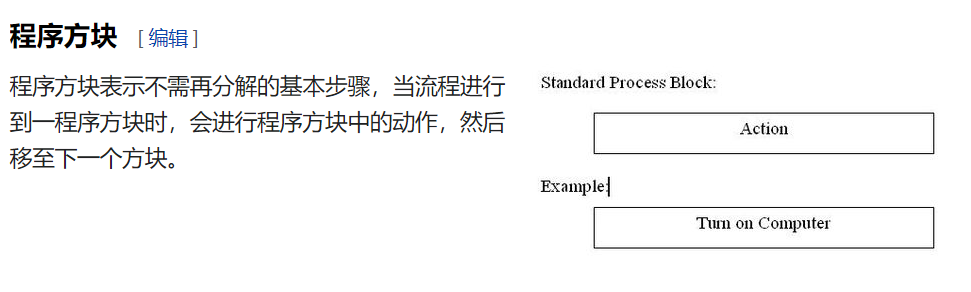 程序方块 [编辑]
程序方块表示不需再分解的基本步骤，当流程进行
到一程序方块时，会进行程序方块中的动作，然后
移至下一个方块。
Standard Process Block:
Action
Example:
Turn on Computer